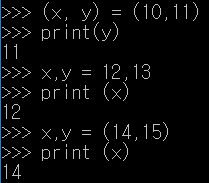 >>> (x, y) = (10,11)
>>> print(y)
11
>>> x,y = 12,13
>>> print (x)
12
>>> x,y = (14,15)
>>> print (x)
14